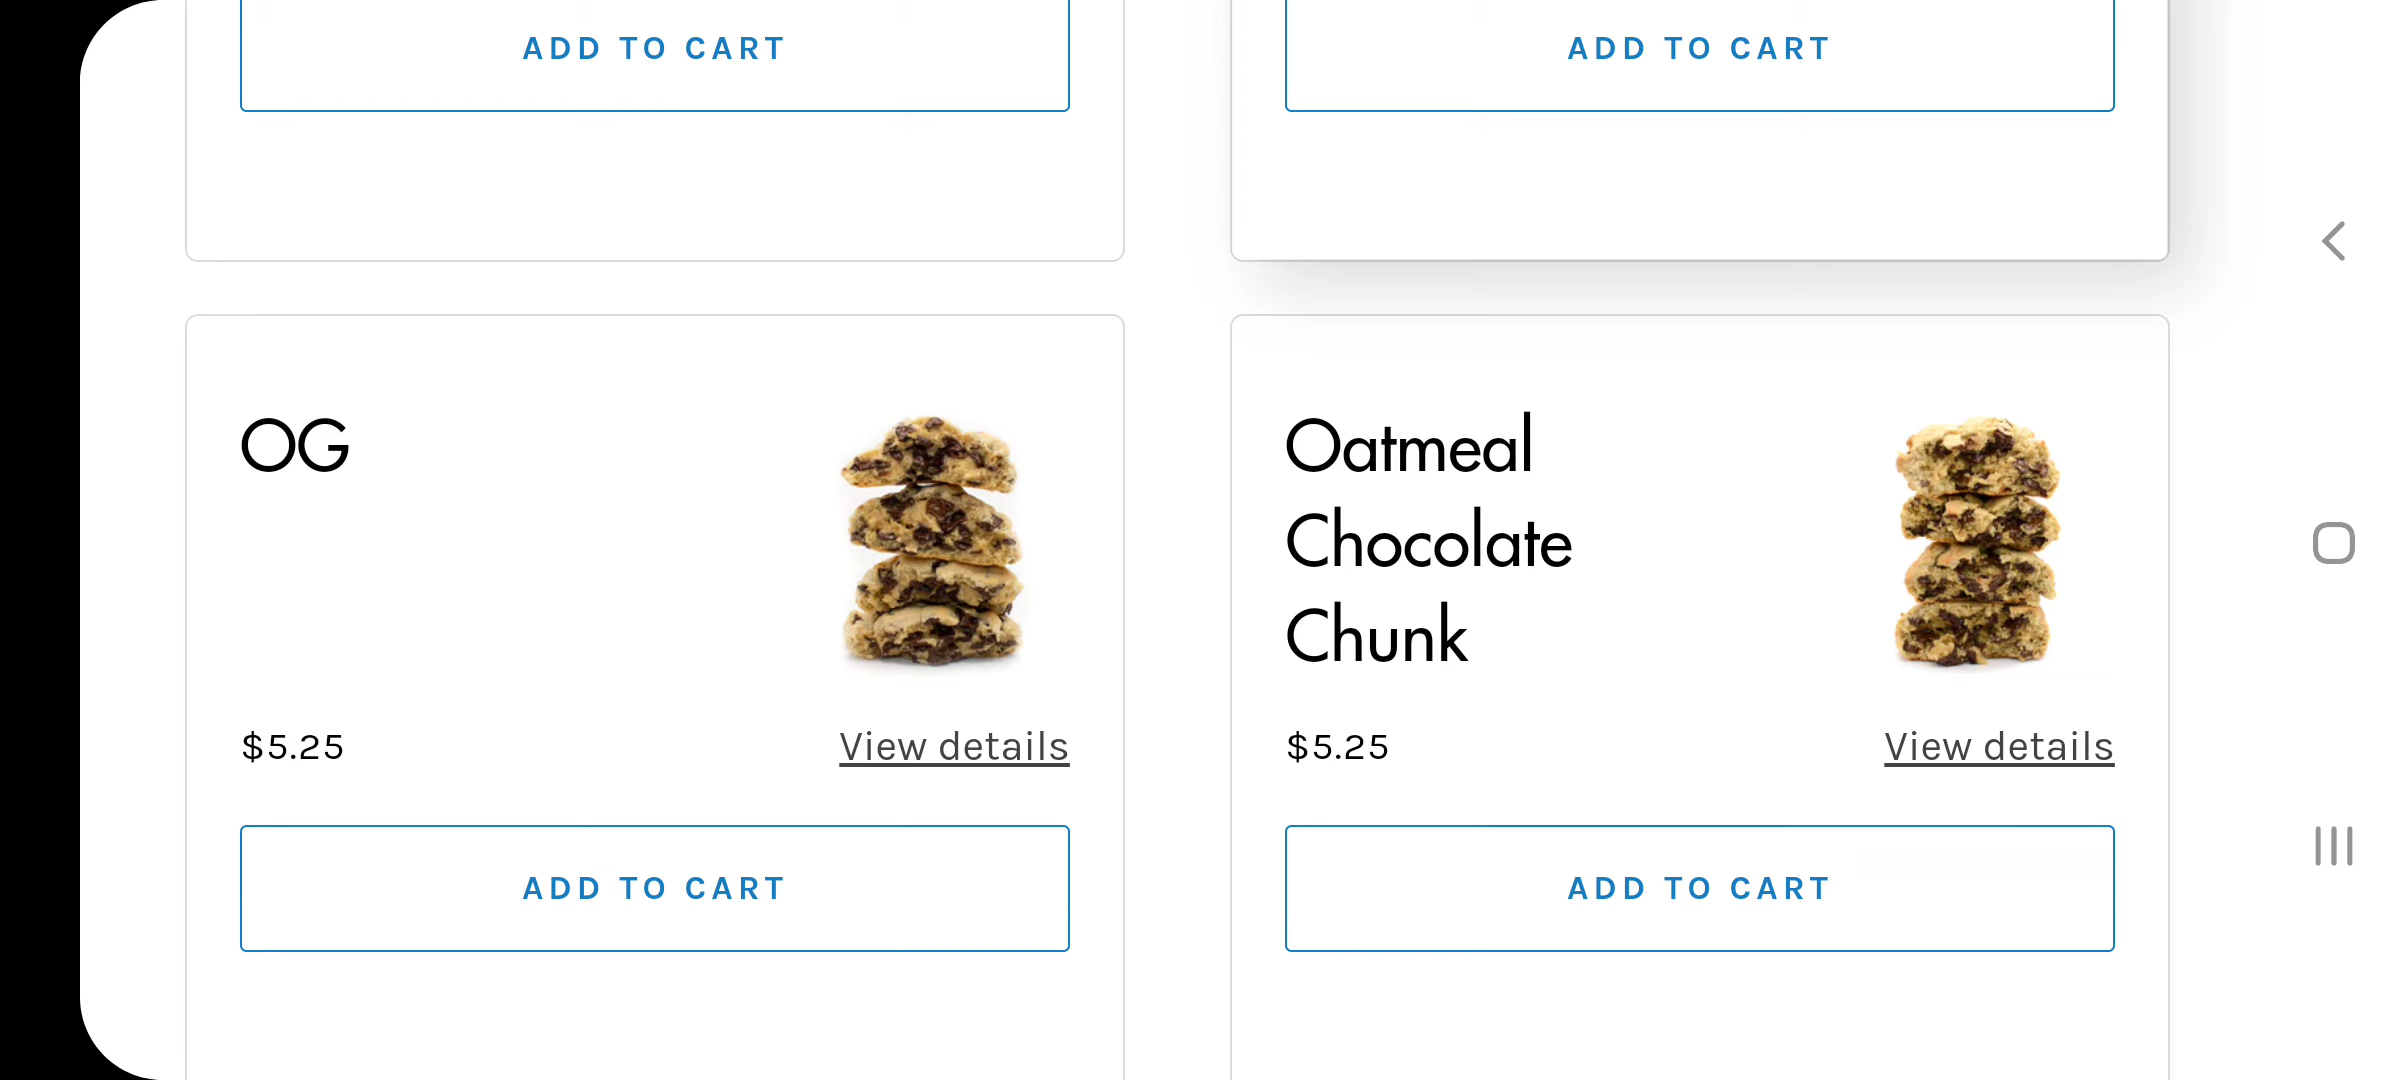 ADD TO CART
ADD TO CART
OG
$5.25
View details
ADD TO CART
Oatmeal
Chocolate
Chunk
$5.25
View details
ADD TO CART